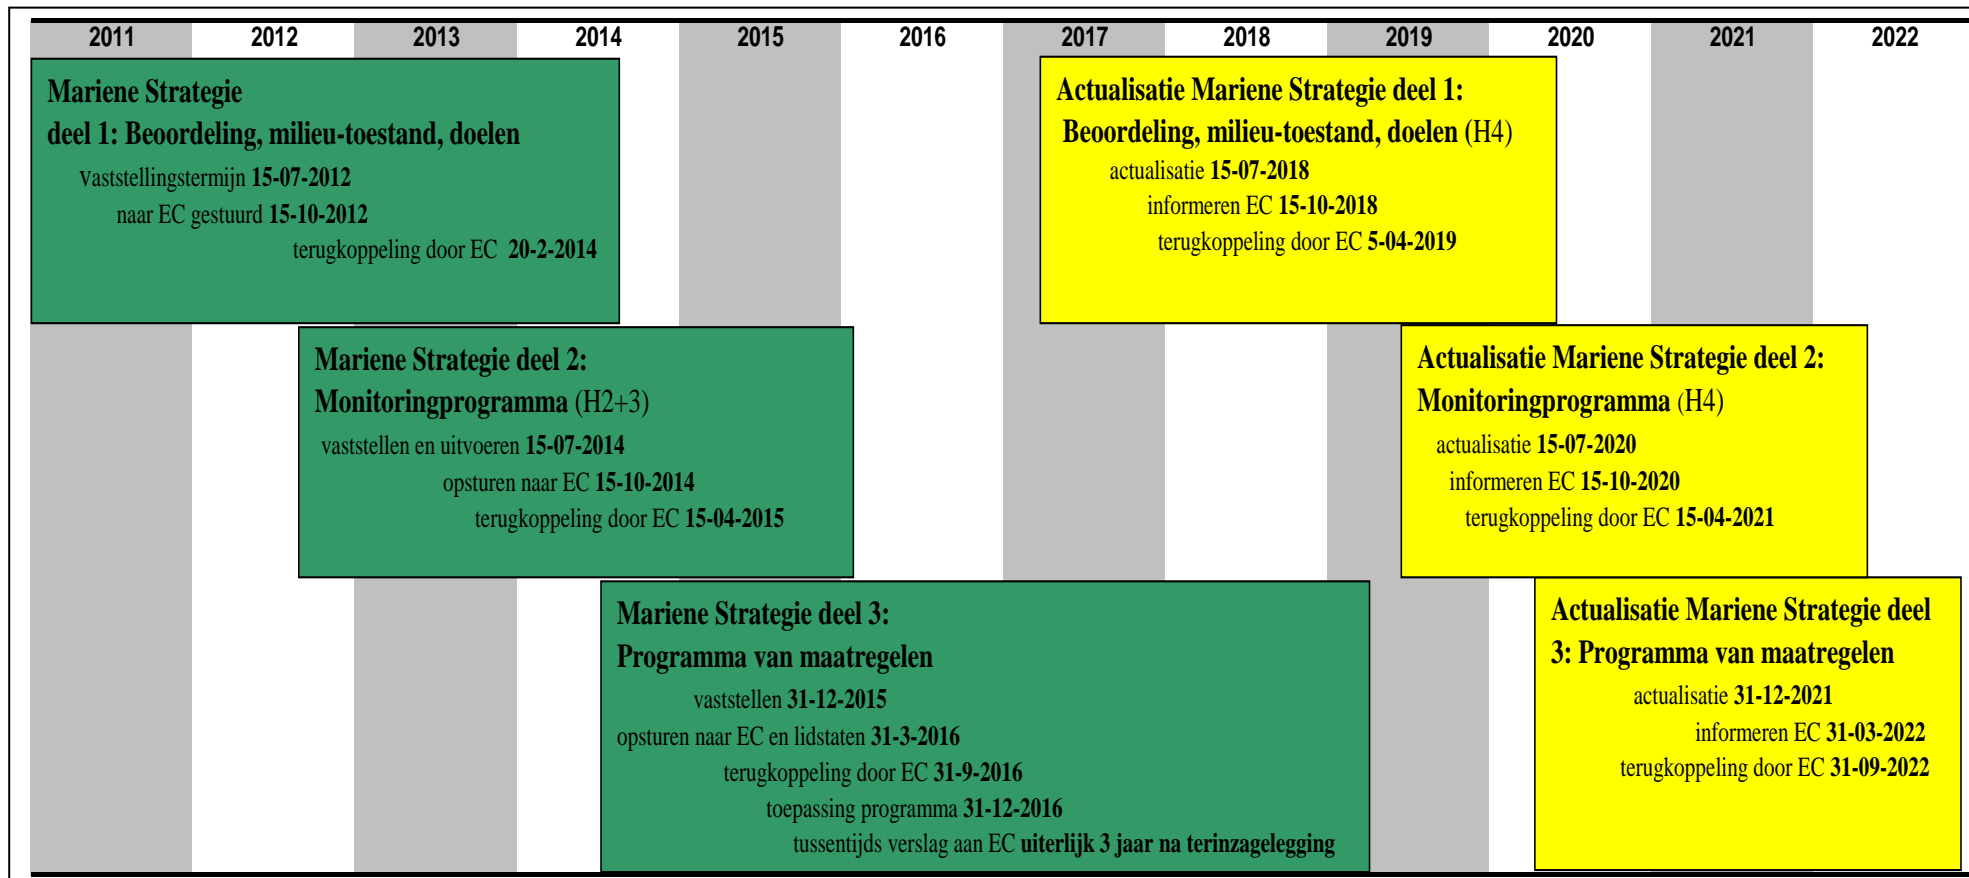 2011 2012 2013 2014 2015 2016 2017 2018 2019 2020 2021 2022
Mariene Strategie
deel 1: Beoordeling, milieu-toestand, doelen
vaststellingstermijn 15-07-2012
naar EC gestuurd 15-10-2012
terugkoppeling door EC 20-2-2014
Actualisatie Mariene Strategie deel 1:
Beoordeling, milieu-toestand, doelen (H4)
actualisatie 15-07-2018
informeren EC 15-10-2018
terugkoppeling door EC 5-04-2019
Mariene Strategie deel 2:
Monitoringprogramma (H2+3)
vaststellen en uitvoeren 15-07-2014
opsturen naar EC 15-10-2014
terugkoppeling door EC 15-04-2015
Actualisatie Mariene Strategie deel 2:
Monitoringprogramma (H4)
actualisatie 15-07-2020
informeren EC 15-10-2020
terugkoppeling door EC 15-04-2021
Mariene Strategie deel 3:
Programma van maatregelen
vaststellen 31-12-2015
opsturen naar EC en lidstaten 31-3-2016
terugkoppeling door EC 31-9-2016
toepassing programma 31-12-2016
tussentijds verslag aan EC uiterlijk 3 jaar na terinzagelegging
Actualisatie Mariene Strategie deel
3: Programma van maatregelen
actualisatie 31-12-2021
informeren EC 31-03-2022
terugkoppeling door EC 31-09-2022